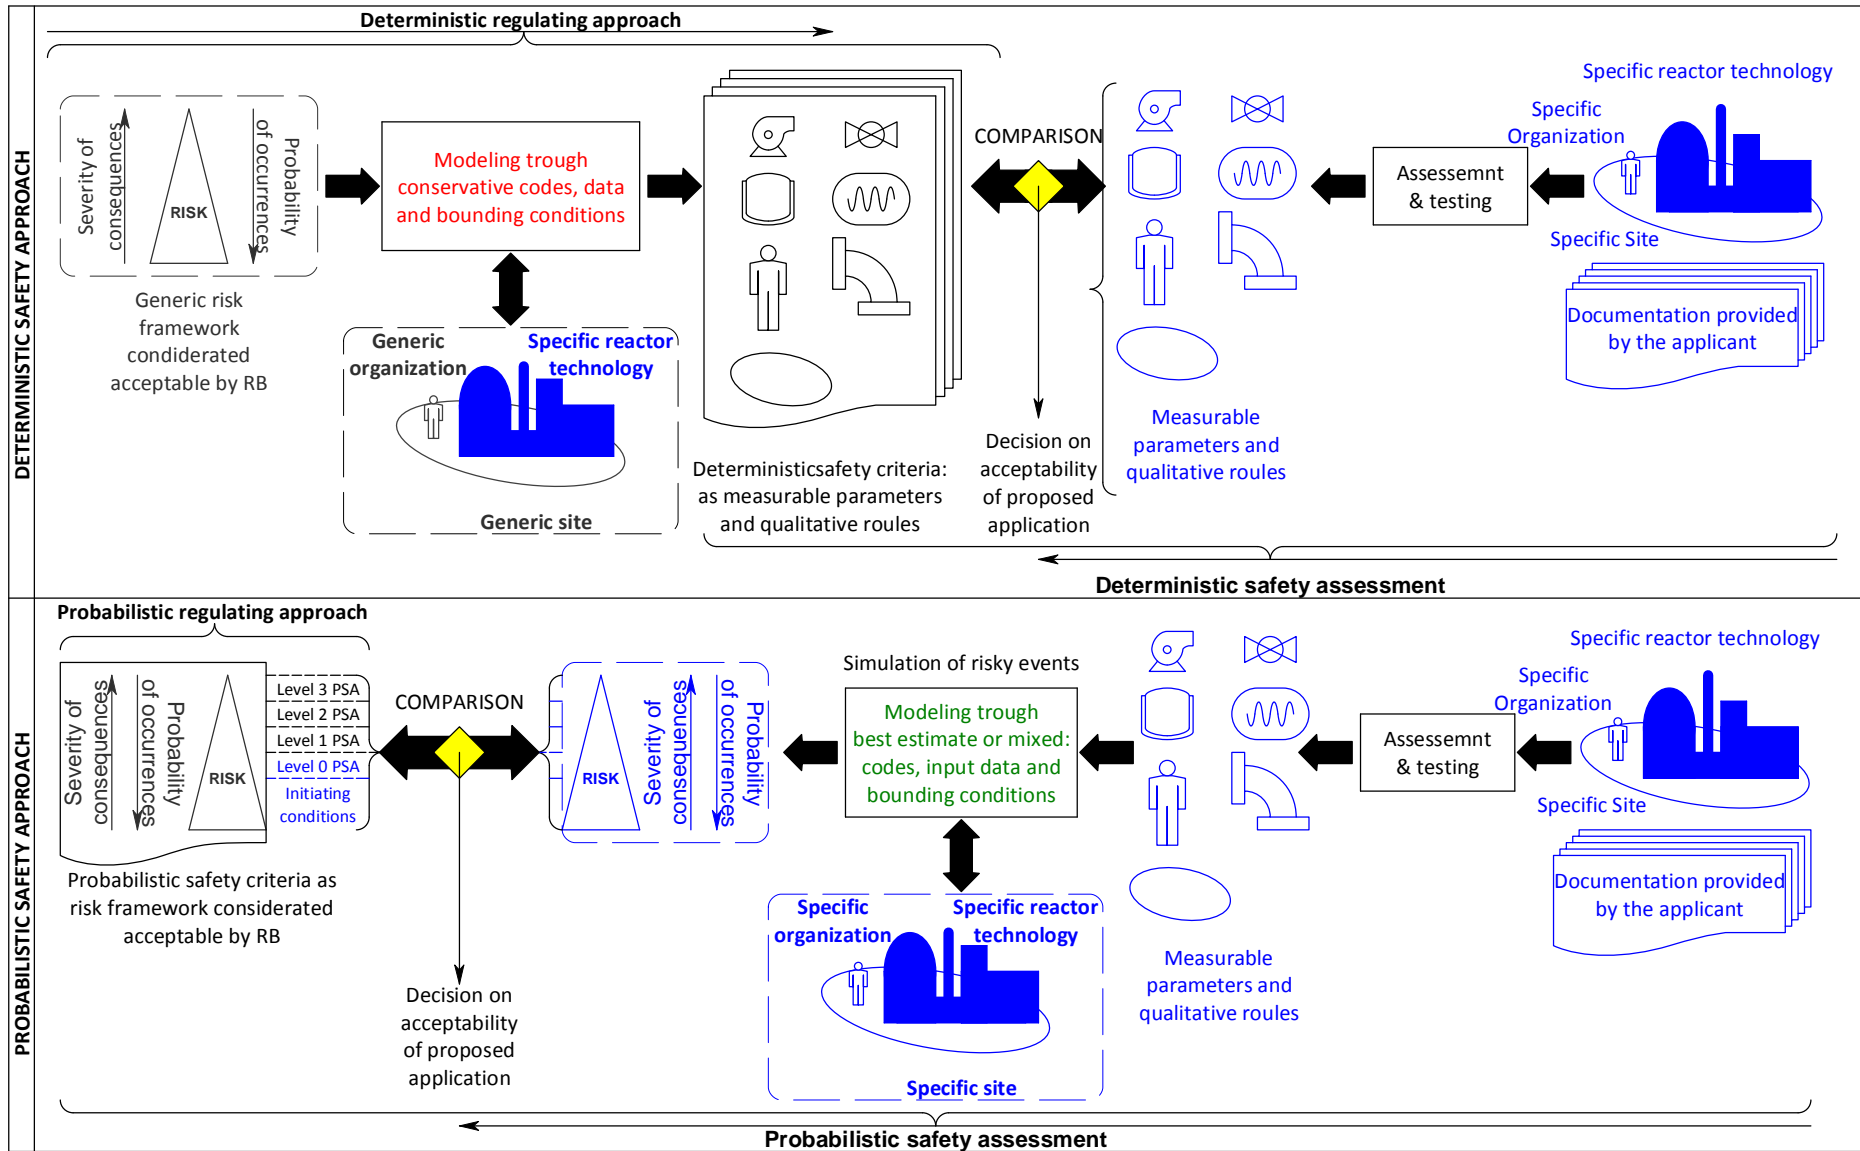 DETERMINISTIC SAFETY APPROACH
Deterministic regulating approach
Severity of
consequences
RISK
Probability
of occurrences
Generic risk
framework
condiderated
acceptable by RB
Modeling trough
conservative codes, data
and bounding conditions
Generic
organization
Specific reactor
technology
Generic site
Deterministicsafety criteria:
as measurable parameters
and qualitative roules
COMPARISON
Decision on
acceptability
of proposed
application
Measurable
parameters and
qualitative roules
Assessemnt
& testing
Specific reactor technology
Specific
Organization
Specific Site
Documentation provided
by the applicant
Deterministic safety assessment
PROBABILISTIC SAFETY APPROACH
Probabilistic regulating approach
Severity of
consequences
Probability
of occurrences
RISK
Level 3 PSA
Level 2 PSA
Level 1 PSA
Level 0 PSA
Initiating
conditions
Probabilistic safety criteria as
risk framework considerated
acceptable by RB
COMPARISON
Decision on
acceptability
of proposed
application
RISK
Severity of
consequences
Probability
of occurrences
Simulation of risky events
Modeling trough
best estimate or mixed:
codes, input data and
bounding conditions
Specific
organization
Specific reactor
technology
Specific site
Measurable
parameters and
qualitative roules
Assessemnt
& testing
Specific reactor technology
Specific
Organization
Specific Site
Documentation provided
by the applicant
Probabilistic safety assessment